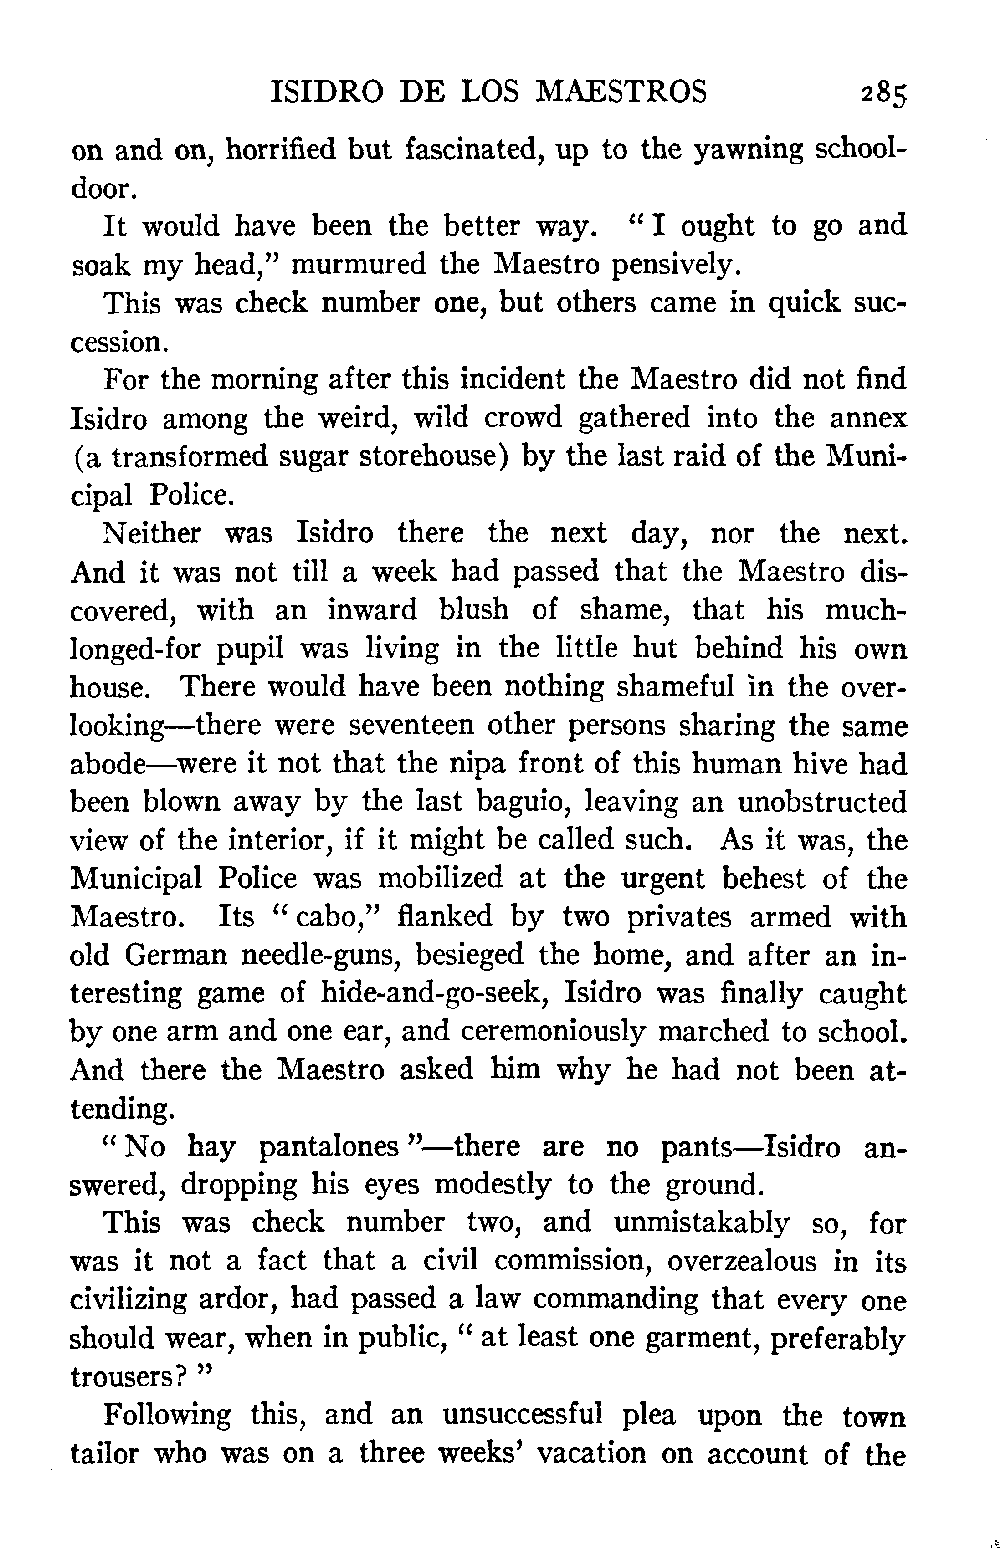 ISIDRO DE LOS MAESTROS 285
on and on, horrified but fascinated, up to the yawning school-
door.
It would have been the better way. “ I ought to go and
soak my head,” murmured the Maestro pensively.
This was check number one, but others came in quick suc-
cession.
For the morning after this incident the Maestro did not find
Isidro among the weird, wild crowd gathered into the annex
(a transformed sugar storehouse) by the last raid of the Muni-
cipal Police.
Neither was Isidro there the next day, nor the next.
And it was not till a week had passed that the Maestro dis-
covered, with an inward blush of shame, that his much-
longed-for pupil was living in the little hut behind his own
house. There would have been nothing shameful in the over-
looking—there were seventeen other persons sharing the same
abode—were it not that the nipa front of this human hive had
been blown away by the last baguio, leaving an unobstructed
view of the interior, if it might be called such. As it was, the
Municipal Police was mobilized at the urgent behest of the
Maestro. Its “ cabo,” flanked by two privates armed with
old German needle-guns, besieged the home, and after an in-
teresting game of hide-and-go-seek, Isidro was finally caught
by one arm and one ear, and ceremoniously marched to school.
And there the Maestro asked him why he had not been at-
tending.
“ No hay pantalones ”—there are no pants—Isidro an-
swered, dropping his eyes modestly to the ground.
This was check number two, and unmistakably so, for
was it not a fact that a civil commission, overzealous in its
civilizing ardor, had passed a law commanding that every one
should wear, when in public, “ at least one garment, preferably
trousers? ”
Following this, and an unsuccessful plea upon the town
tailor who was on a three weeks’ vacation on account of the